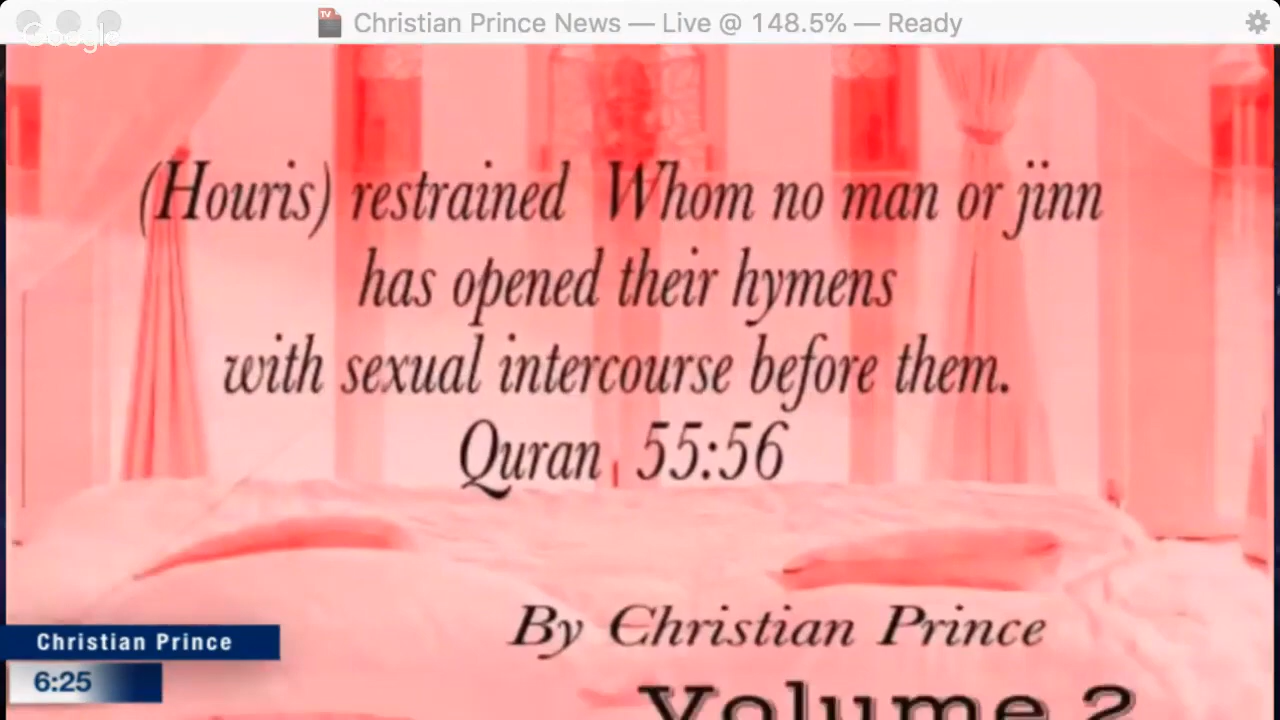 Christian Prince News — Live @ 148.5% — Ready
Google
(Houris) restrained Whom no man or jinn
has opened their hymens
with sexual intercourse before them.
Quran 55:56
By Christian Prince
Volume 2
Christian Prince
6:25